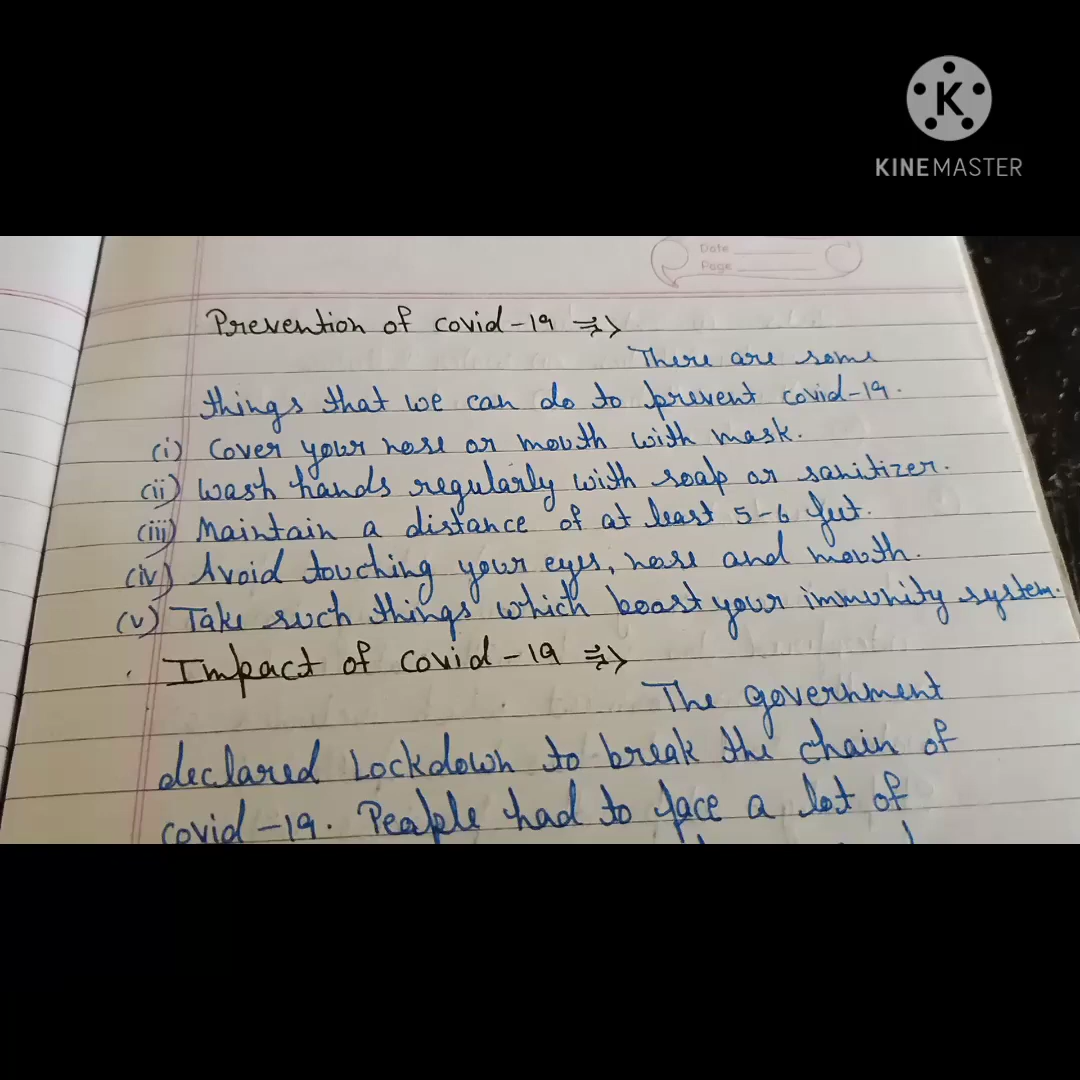 K
KINEMASTER
Date
Page
Prevention of covid-19 ⇒
There are some
things that we can do to prevent covid-19.
(i) Cover your nose or mouth with mask.
(ii) Wash hands regularly with soap or sanitizer.
(iii) Maintain a distance of at least 5-6 feet.
(iv) Avoid touching your eyes, nose and mouth.
(v) Take such things which boost your immunity system.
Impact of covid-19 ⇒
The government
declared Lockdown to break the chain of
covid-19. People had to face a lot of